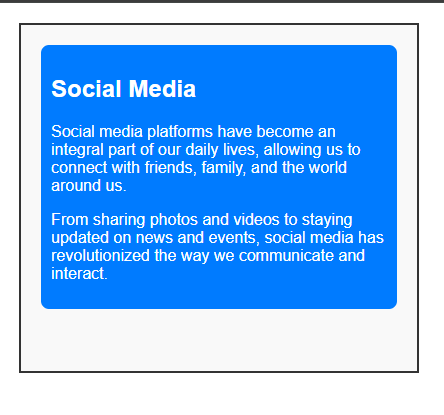 Social Media
Social media platforms have become an
integral part of our daily lives, allowing us to
connect with friends, family, and the world
around us.
From sharing photos and videos to staying
updated on news and events, social media has
revolutionized the way we communicate and
interact.